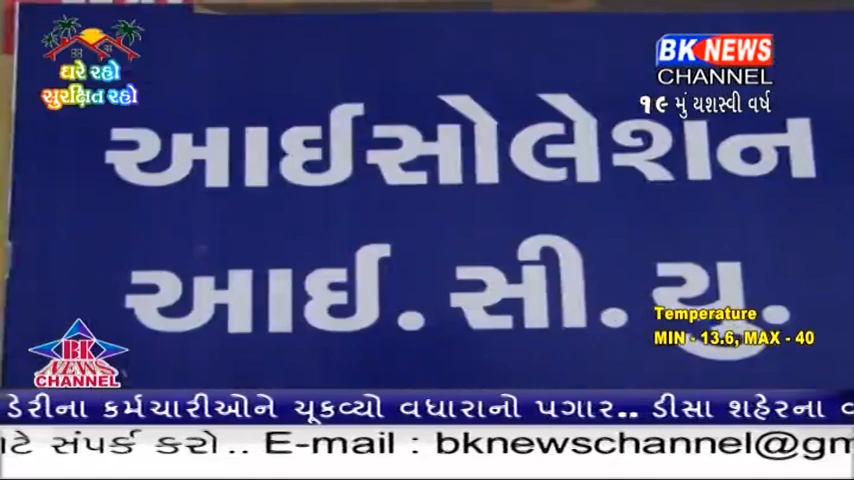 ઘરે રહો
સુરક્ષિત રહો
BK NEWS
CHANNEL
૧૯ મું યશસ્વી વર્ષ
આઈસોલેશન
આઈ. સી. યુ.
Temperature
MIN - 13.6, MAX - 40
BK
NEWS
CHANNEL
ડેરીના કર્મચારીઓને ચૂકવ્યો વધારાનો પગાર.. ડીસા શહેરના
સંપર્ક કરો.. E-mail : bknewschannel@gm